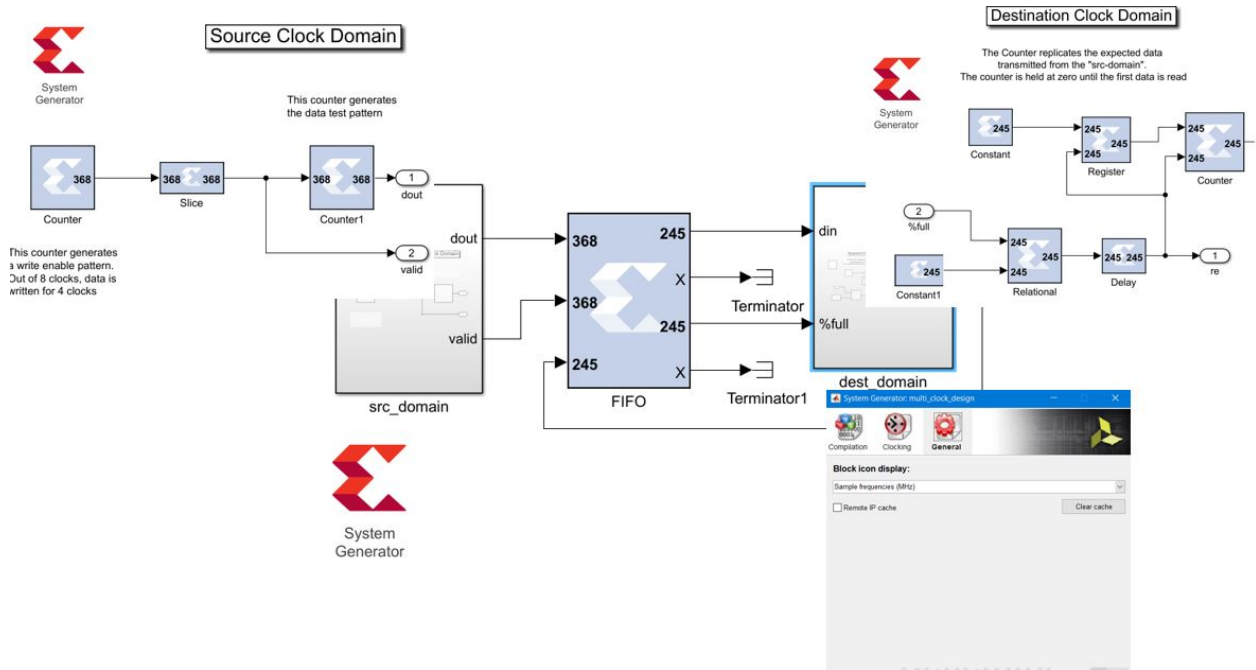 Source Clock Domain
System
Generator
This counter generates
the data test pattern
368
Counter
368
368
Slice
368
368
Counter1
1
dout
2
valid
This counter generates
a write enable pattern.
Out of 8 clocks, data is
written for 4 clocks
dout
valid
src_domain
368
368
245
245
X
245
X
FIFO
Terminator
Terminator1
din
%full
dest_domain
System
Generator
Destination Clock Domain
The Counter replicates the expected data
transmitted from the "src-domain".
The counter is held at zero until the first data is read
System
Generator
245
Constant
245
245
245
Register
245
245
245
Counter
2
%full
245
Constant1
245
245
245
Relational
245
245
Delay
1
re
System Generator: multi_clock_design
Compilation
Clocking
General
Block icon display:
Sample frequencies (MHz)
Remote IP cache
Clear cache